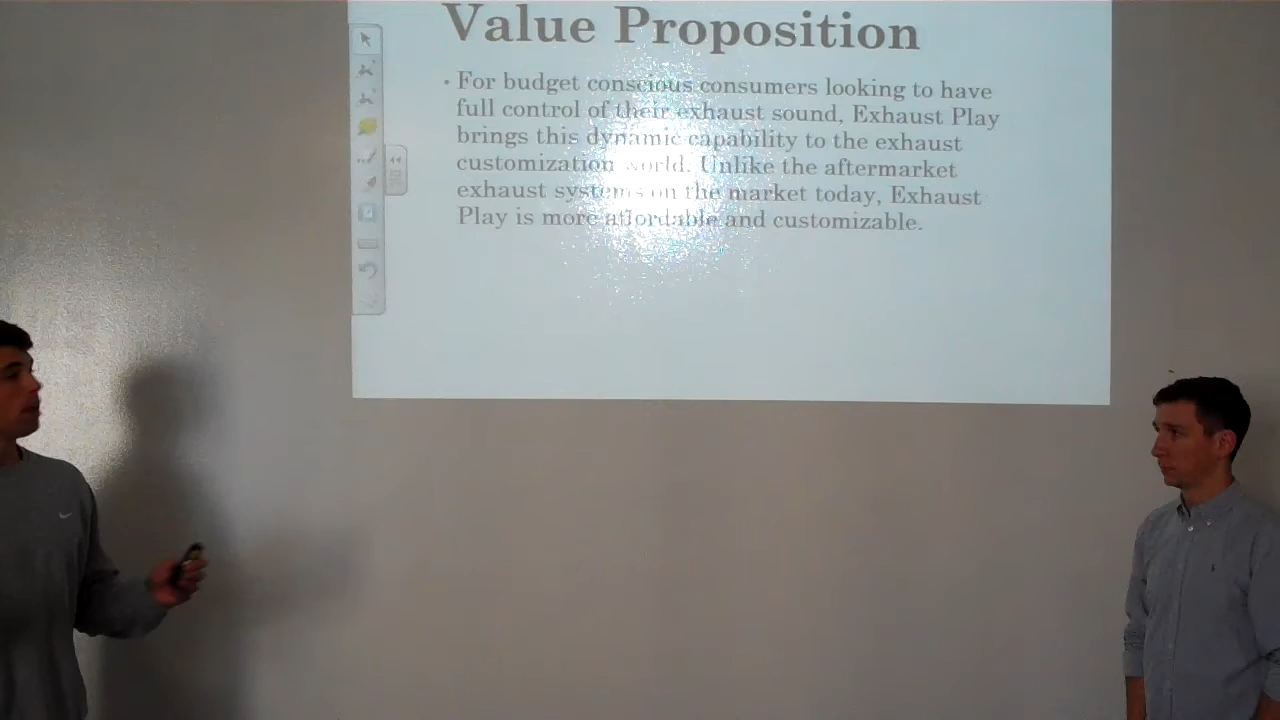 Value Proposition
• For budget conscious consumers looking to have
full control of their exhaust sound, Exhaust Play
brings this dynamic capability to the exhaust
customization world. Unlike the aftermarket
exhaust systems on the market today, Exhaust
Play is more affordable and customizable.